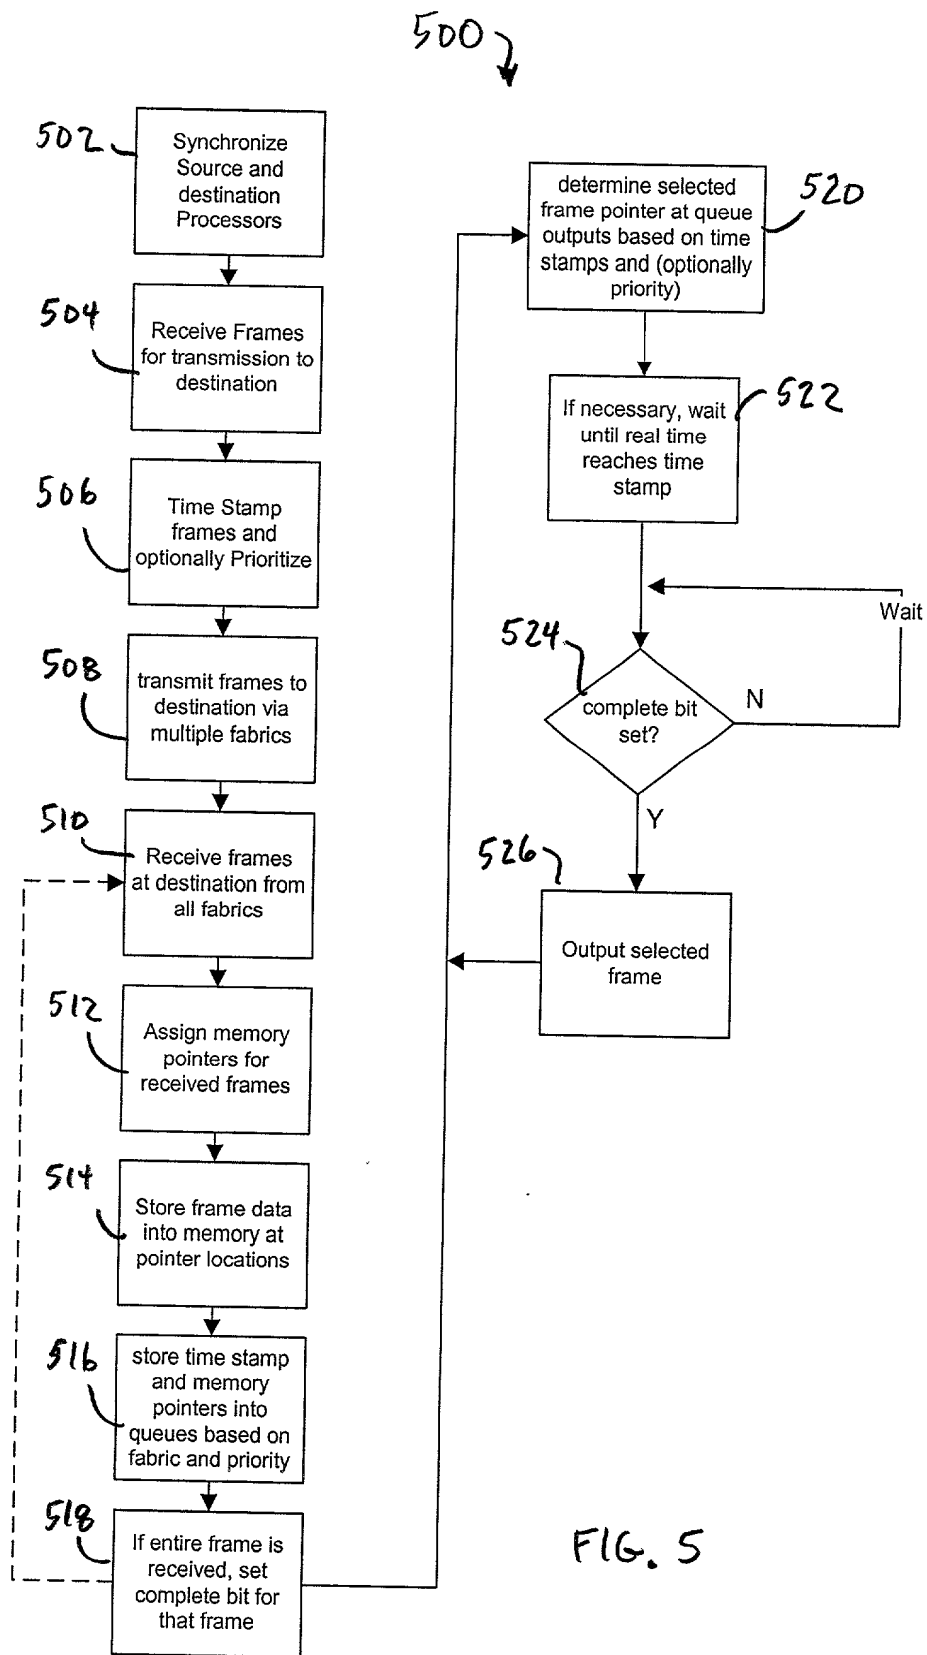 500
502
Synchronize
Source and
destination
Processors
504
Receive Frames
for transmission to
destination
506
Time Stamp
frames and
optionally Prioritize
508
transmit frames to
destination via
multiple fabrics
510
Receive frames
at destination from
all fabrics
512
Assign memory
pointers for
received frames
514
Store frame data
into memory at
pointer locations
516
store time stamp
and memory
pointers into
queues based on
fabric and priority
518
If entire frame is
received, set
complete bit for
that frame
520
determine selected
frame pointer at queue
outputs based on time
stamps and (optionally
priority)
522
If necessary, wait
until real time
reaches time
stamp
Wait
524
complete bit
set?
N
Y
526
Output selected
frame
FIG. 5